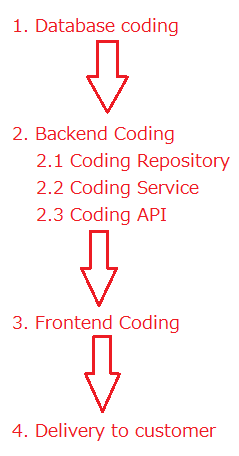 1. Database coding
2. Backend Coding
2.1 Coding Repository
2.2 Coding Service
2.3 Coding API
3. Frontend Coding
4. Delivery to customer